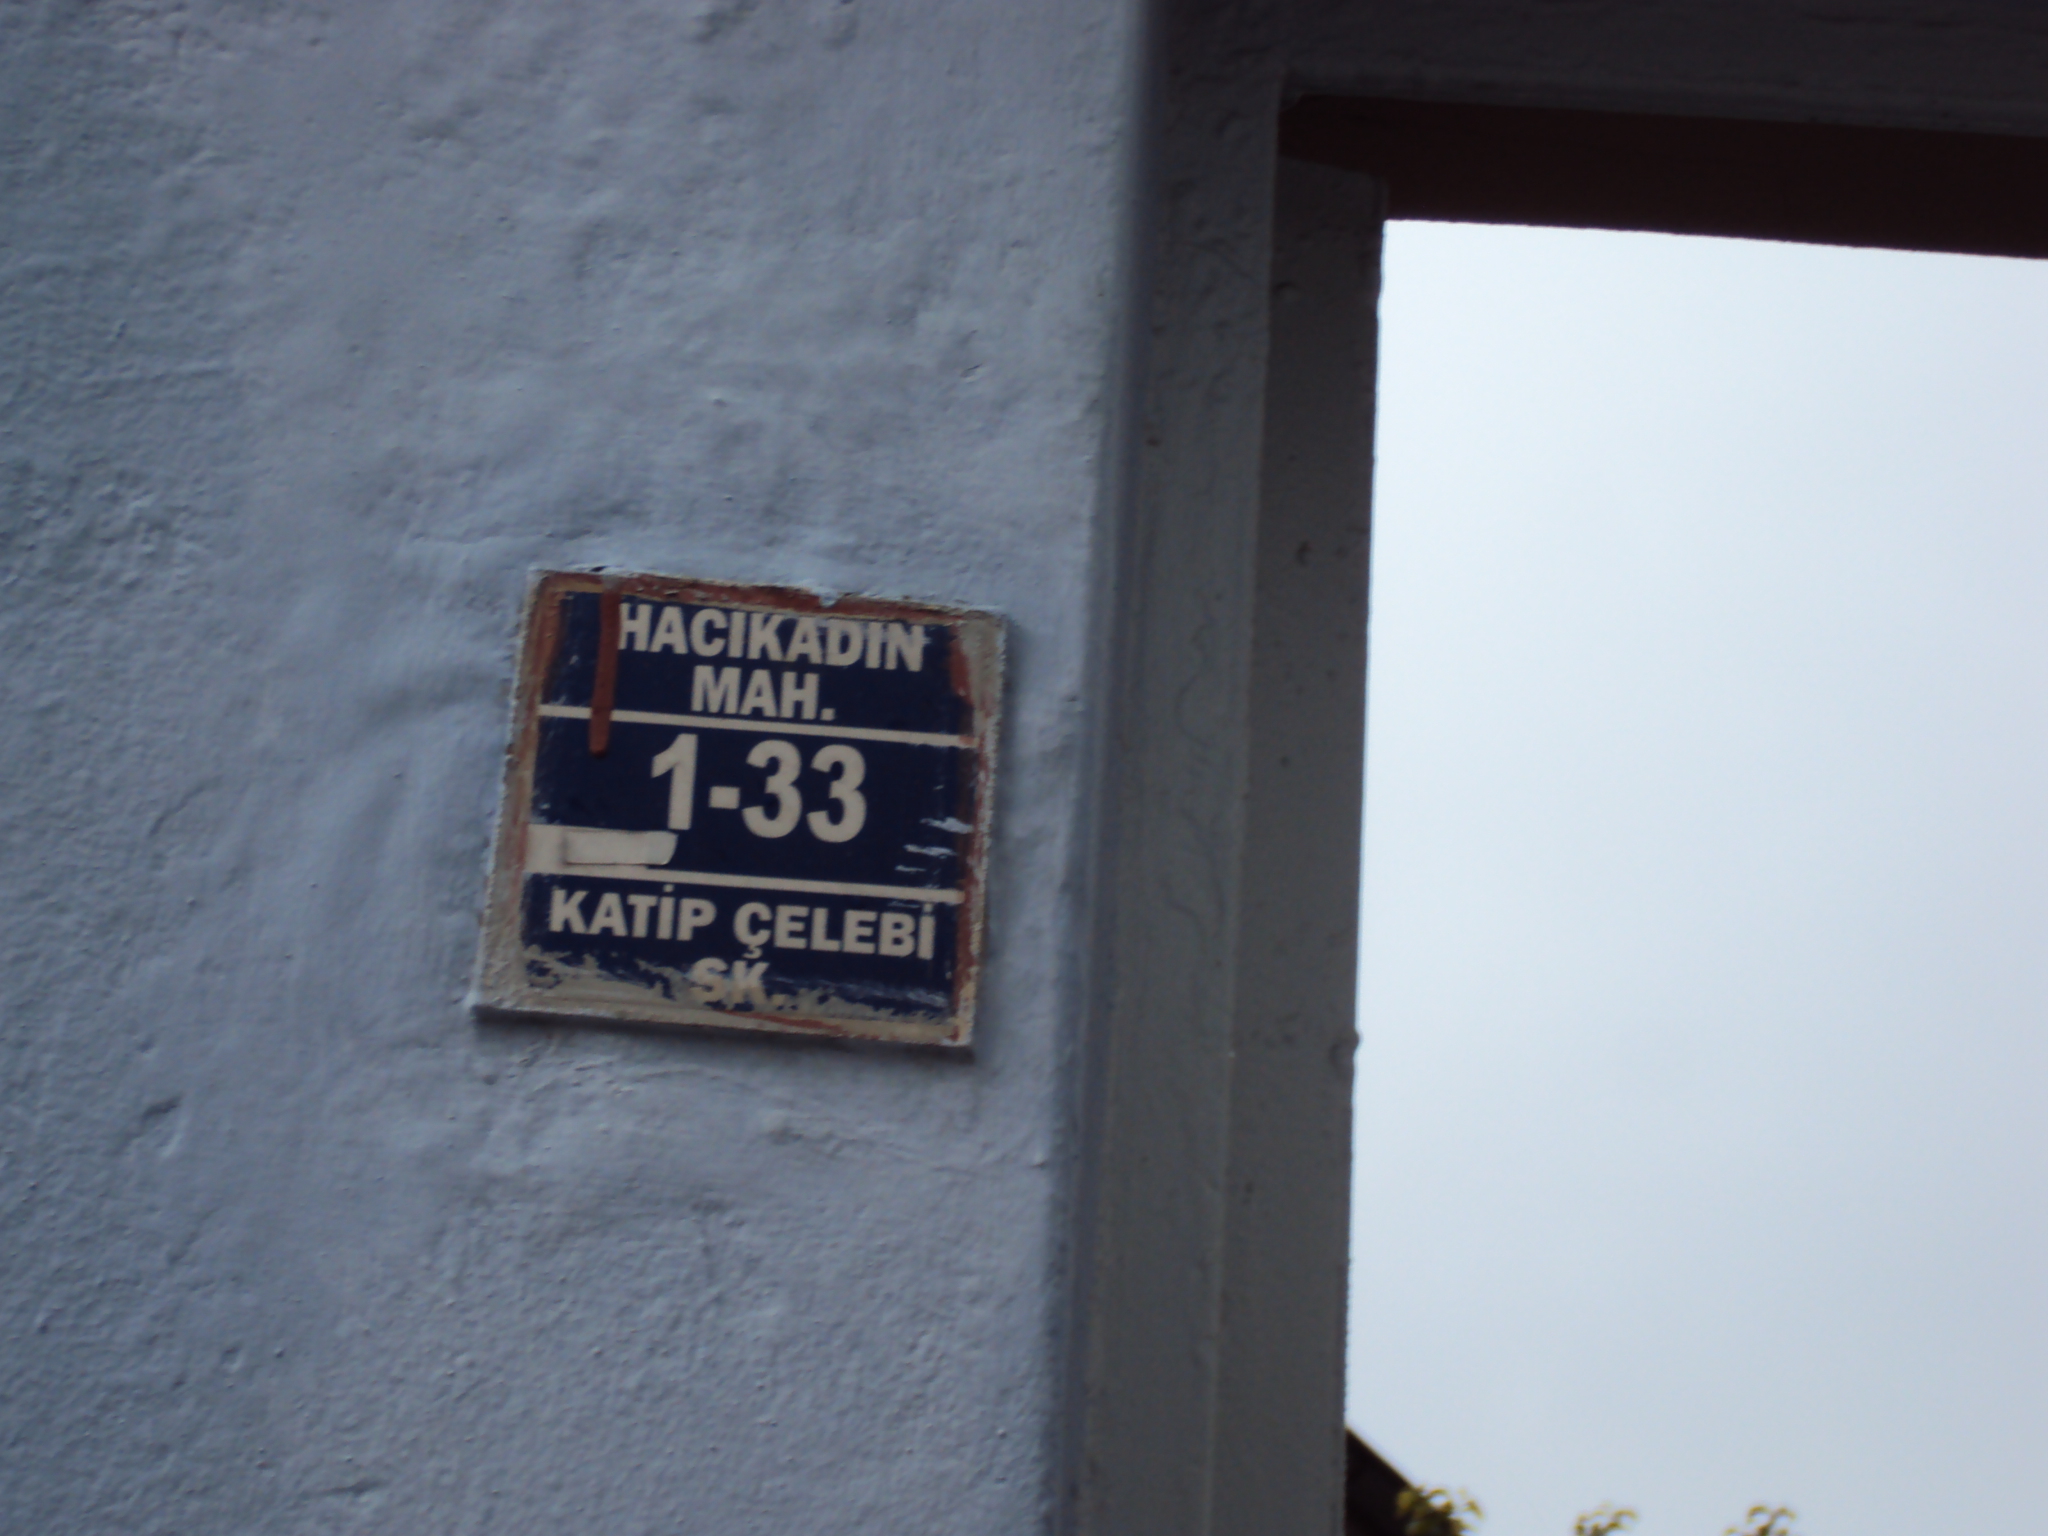 HACIKADIN
MAH.
1-33
KATİP ÇELEBİ
SK.